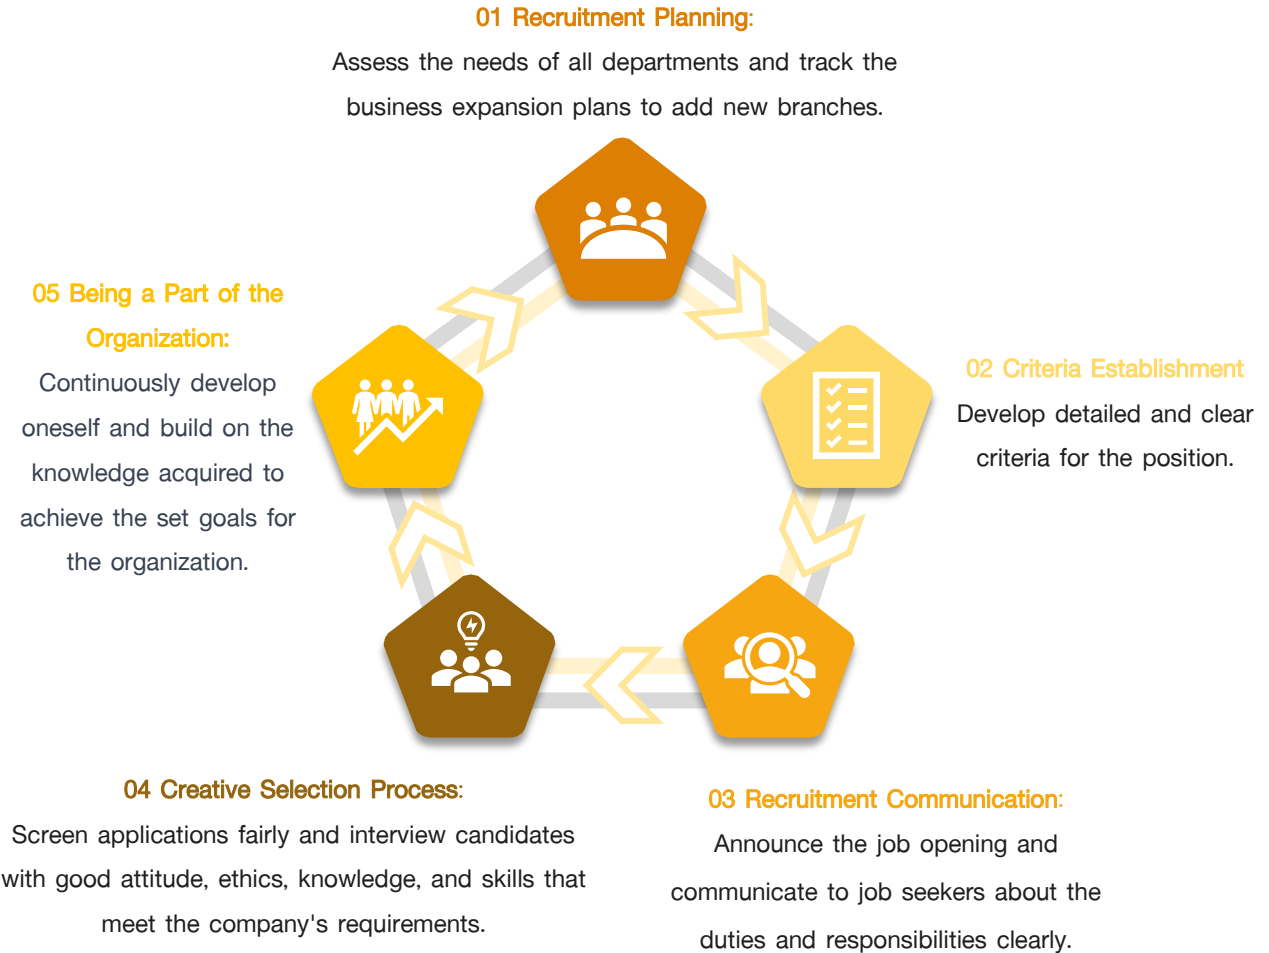 01 Recruitment Planning:
Assess the needs of all departments and track the
business expansion plans to add new branches.
02 Criteria Establishment
Develop detailed and clear
criteria for the position.
03 Recruitment Communication:
Announce the job opening and
communicate to job seekers about the
duties and responsibilities clearly.
04 Creative Selection Process:
Screen applications fairly and interview candidates
with good attitude, ethics, knowledge, and skills that
meet the company's requirements.
05 Being a Part of the
Organization:
Continuously develop
oneself and build on the
knowledge acquired to
achieve the set goals for
the organization.